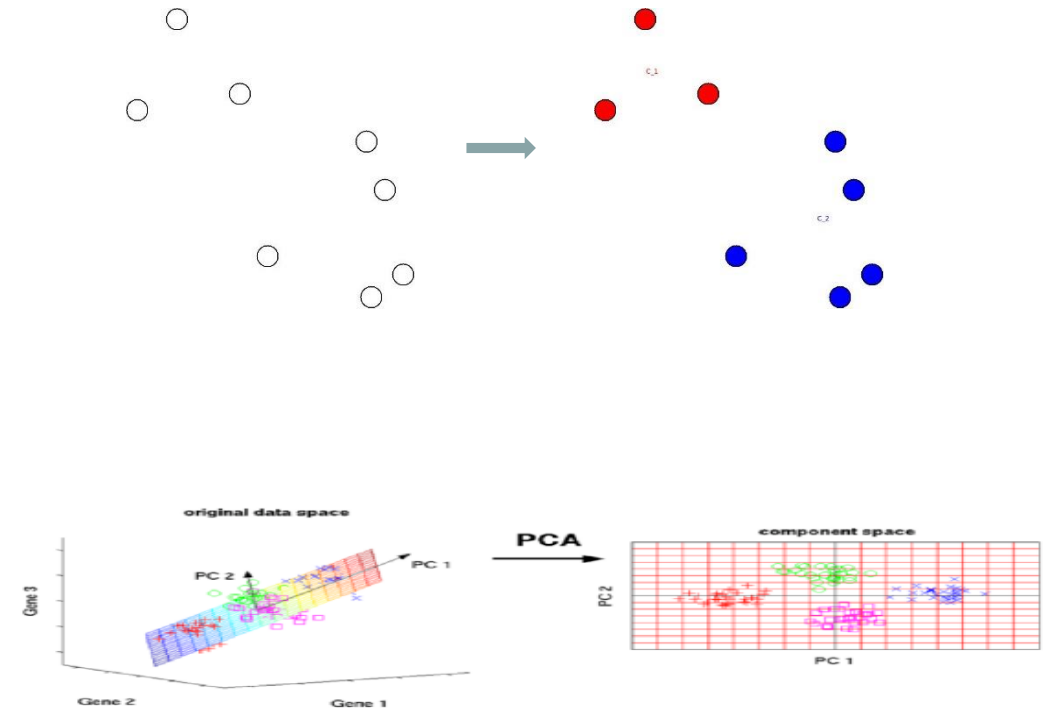 C_1
C_2
original data space
PCA
component space
PC 1
PC 2
Gene 3
PC 2
Gene 2
Gene 1
PC 1